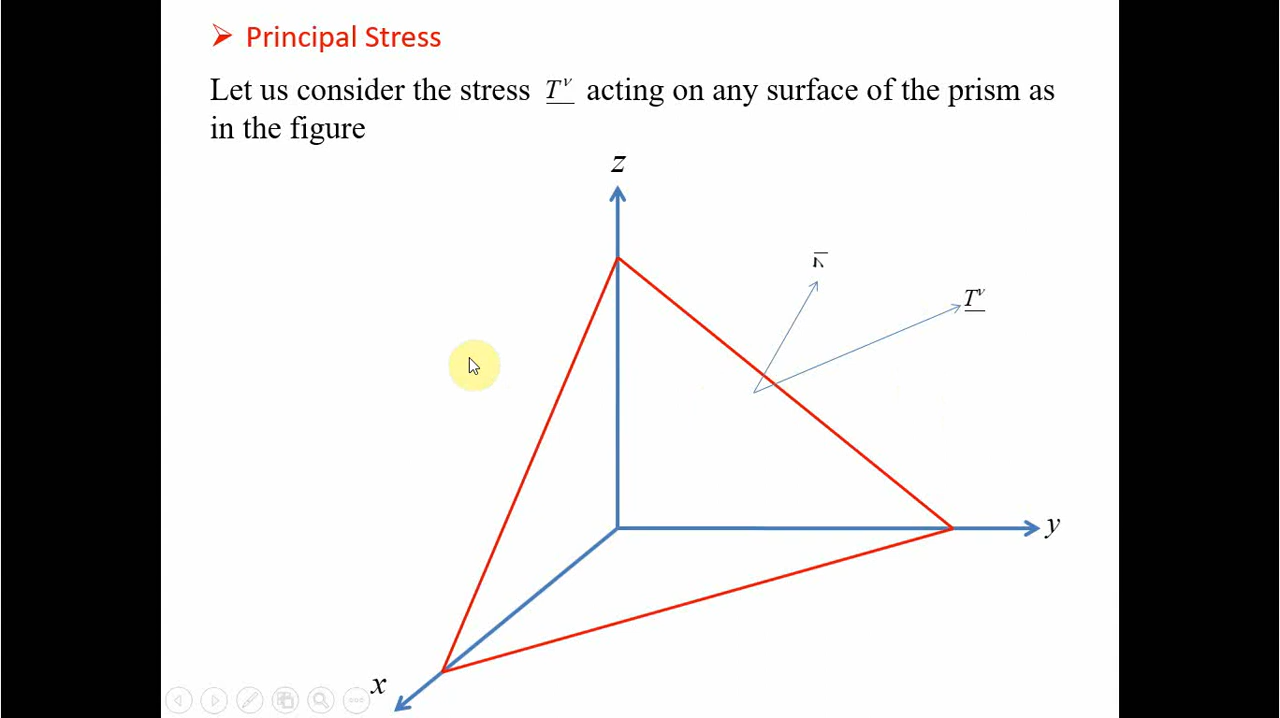 Principal Stress
Let us consider the stress T^ν acting on any surface of the prism as
in the figure
z
T^ν
y
x